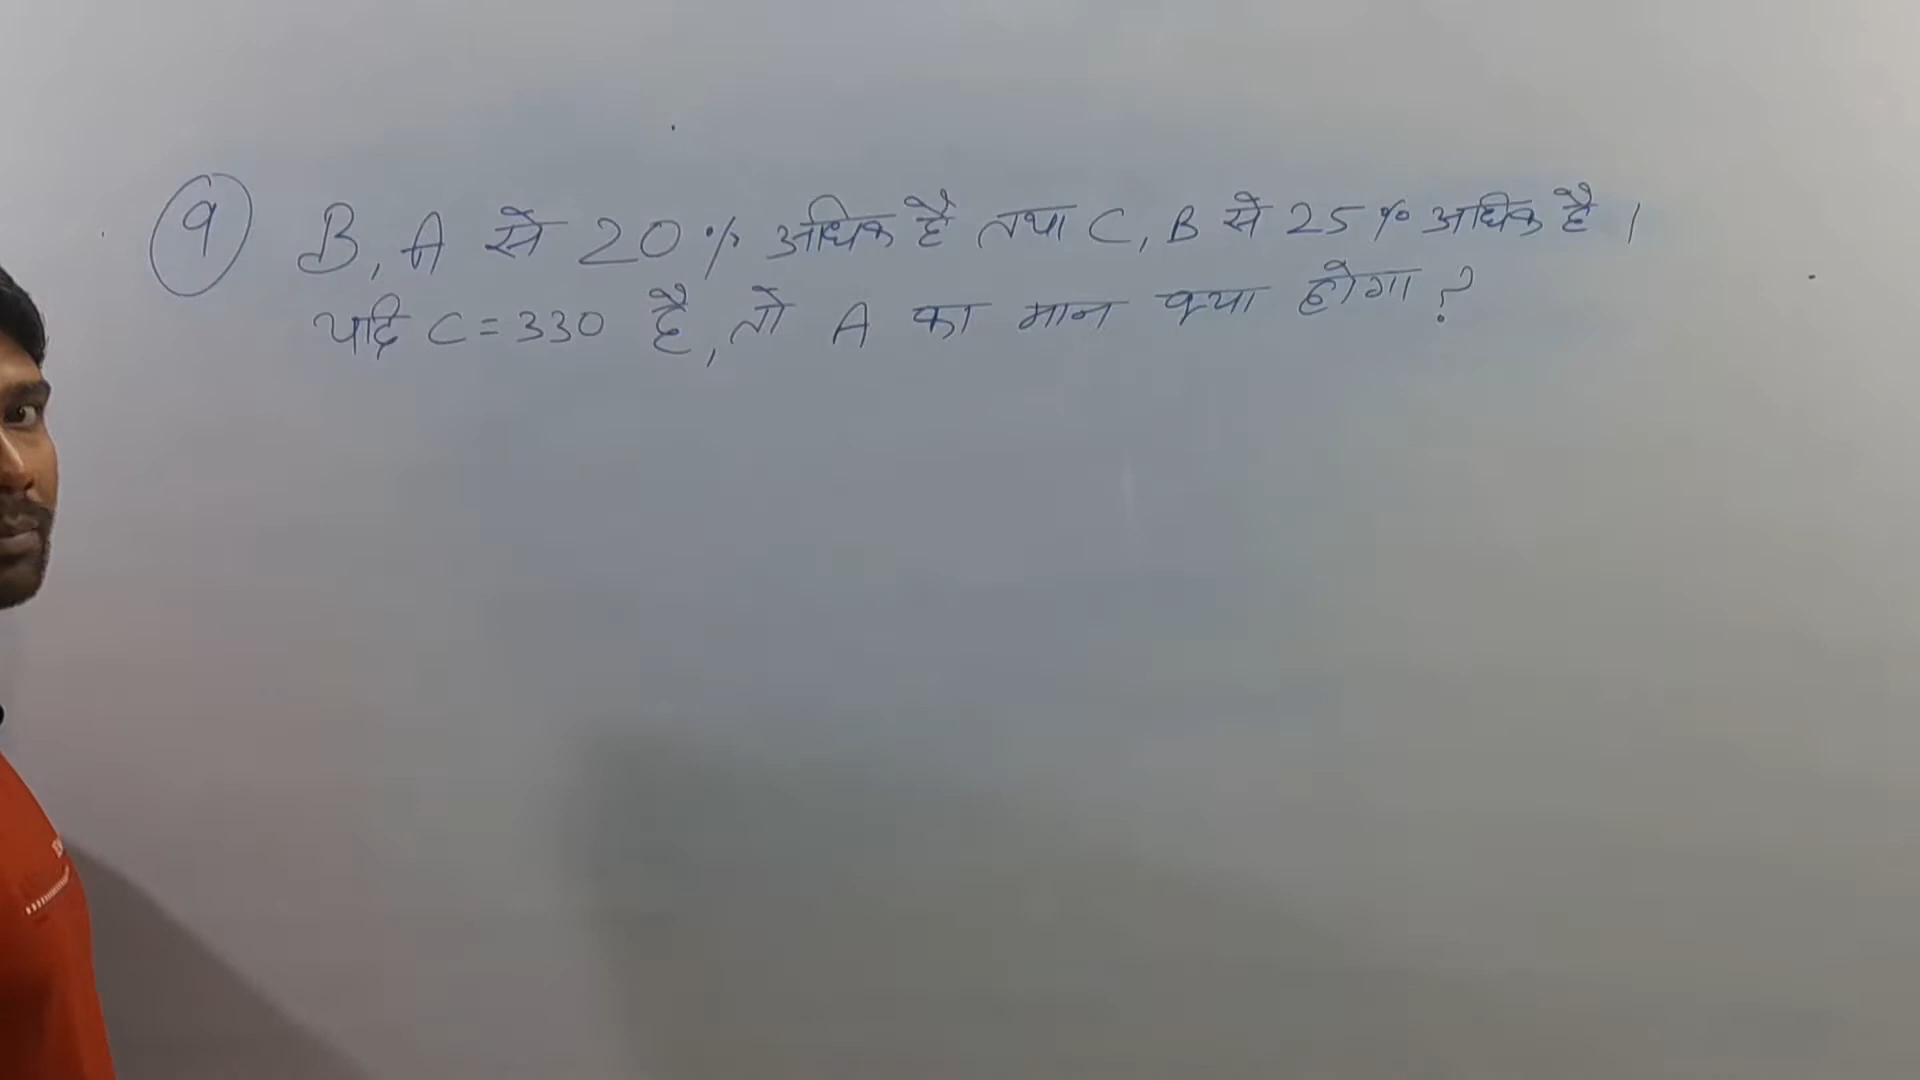 9 B, A से 20% अधिक है तथा C, B से 25% अधिक है ।
यदि C = 330 है, तो A का मान क्या होगा ?